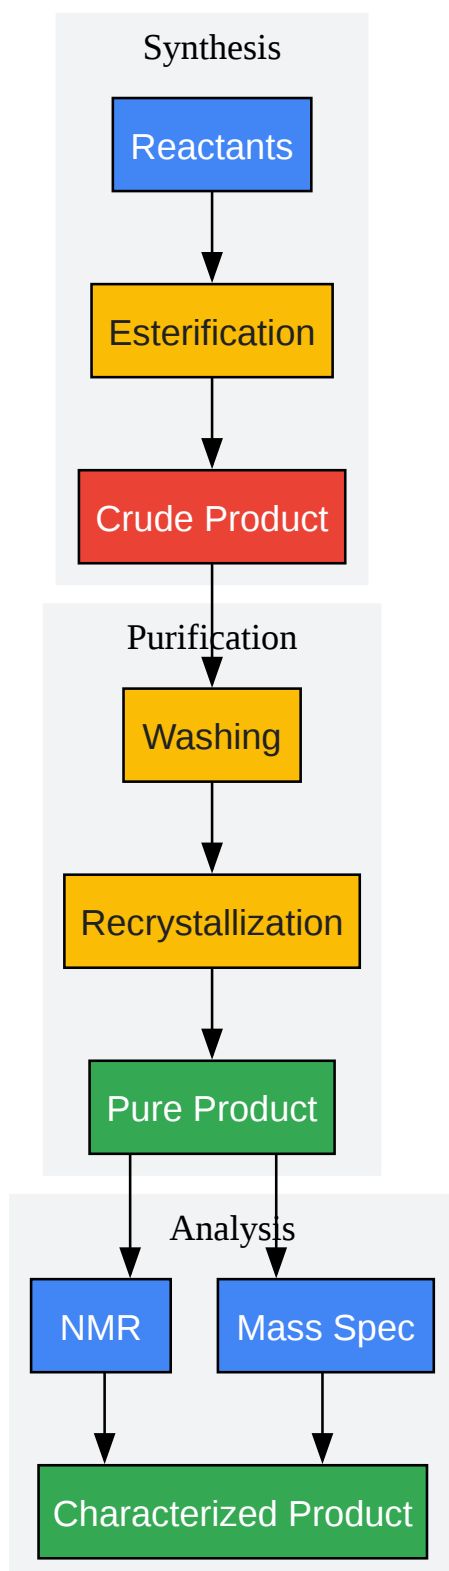 Synthesis
Reactants
Esterification
Crude Product
Purification
Washing
Recrystallization
Pure Product
Analysis
NMR
Mass Spec
Characterized Product